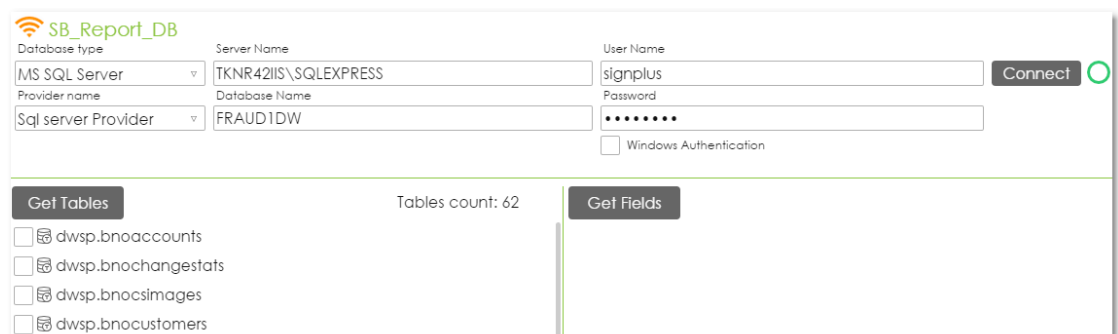 SB_Report_DB
Database type Server Name User Name
MS SQL Server TKNR42IIS\SQLEXPRESS signplus Connect
Provider name Database Name Password
Sql server Provider FRAUD1DW ••••••••
Windows Authentication
Get Tables Tables count: 62 Get Fields
dwsp.bnoaccounts
dwsp.bnochangestats
dwsp.bnocsimages
dwsp.bnocustomers